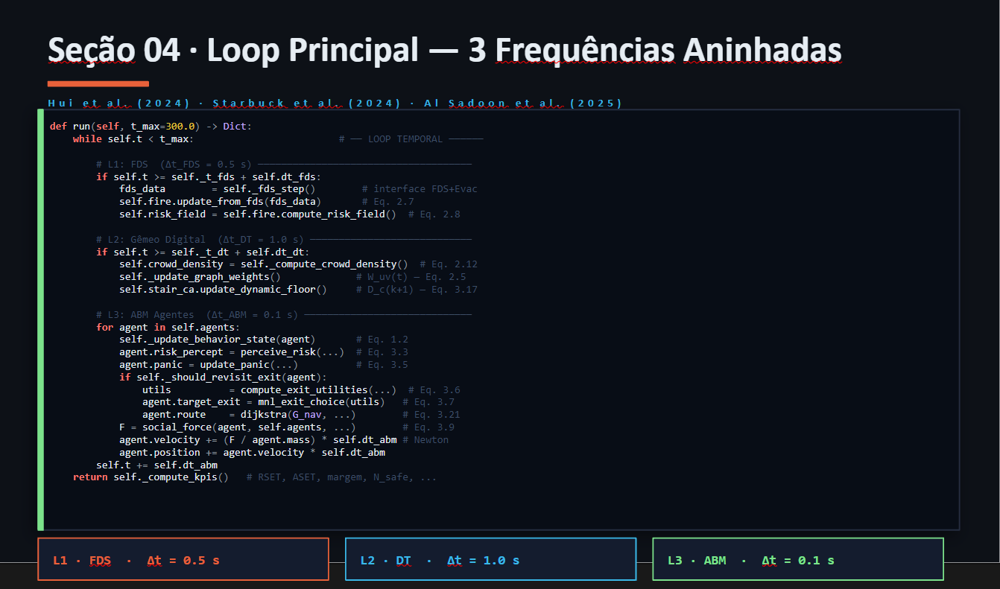 Seção 04 · Loop Principal — 3 Frequências Aninhadas
Hui et al. (2024) · Starbuck et al. (2024) · Al Sadoon et al. (2025)
def run(self, t_max=300.0) -> Dict:
    while self.t < t_max:                         # —— LOOP TEMPORAL ——————
        # L1: FDS  (Δt_FDS = 0.5 s) —————————————————————————————————————
        if self.t >= self._t_fds + self.dt_fds:
            fds_data        = self._fds_step()        # interface FDS+Evac
            self.fire.update_from_fds(fds_data)       # Eq. 2.7
            self.risk_field = self.fire.compute_risk_field()  # Eq. 2.8
        # L2: Gêmeo Digital  (Δt_DT = 1.0 s) ————————————————————————————
        if self.t >= self._t_dt + self.dt_dt:
            self.crowd_density = self._compute_crowd_density()  # Eq. 2.12
            self._update_graph_weights()             # W_uv(t) — Eq. 2.5
            self.stair_ca.update_dynamic_floor()     # D_c(k+1) — Eq. 3.17
        # L3: ABM Agentes  (Δt_ABM = 0.1 s) —————————————————————————————
        for agent in self.agents:
            self._update_behavior_state(agent)       # Eq. 1.2
            agent.risk_percept = perceive_risk(...)  # Eq. 3.3
            agent.panic = update_panic(...)          # Eq. 3.5
            if self._should_revisit_exit(agent):
                utils          = compute_exit_utilities(...)  # Eq. 3.6
                agent.target_exit = mnl_exit_choice(utils)   # Eq. 3.7
                agent.route    = dijkstra(G_nav, ...)        # Eq. 3.21
            F = social_force(agent, self.agents, ...)        # Eq. 3.9
            agent.velocity += (F / agent.mass) * self.dt_abm # Newton
            agent.position += agent.velocity * self.dt_abm
        self.t += self.dt_abm
    return self._compute_kpis()   # RSET, ASET, margem, N_safe, ...
L1 · FDS  ·  Δt = 0.5 s
L2 · DT  ·  Δt = 1.0 s
L3 · ABM  ·  Δt = 0.1 s